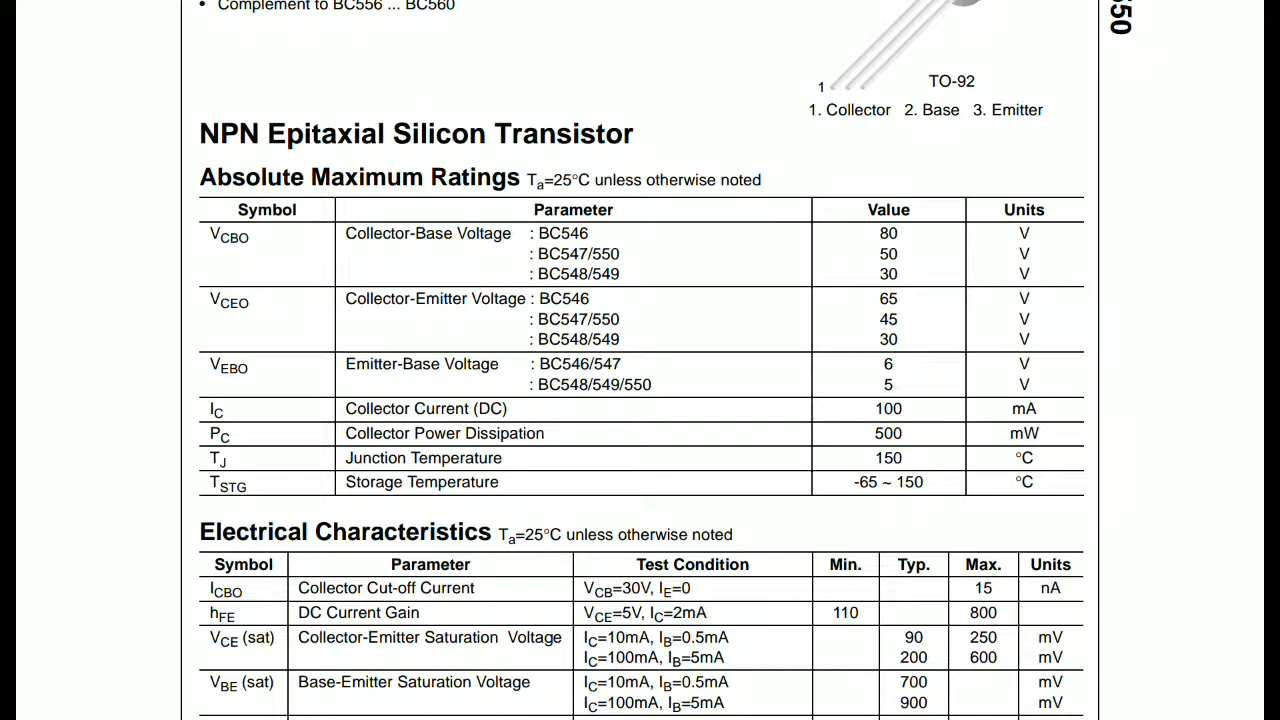 • Complement to BC556 ... BC560
550
1
TO-92
1. Collector 2. Base 3. Emitter
NPN Epitaxial Silicon Transistor
Absolute Maximum Ratings Ta=25°C unless otherwise noted
Symbol Parameter Value Units
VCBO Collector-Base Voltage : BC546 80 V
: BC547/550 50 V
: BC548/549 30 V
VCEO Collector-Emitter Voltage : BC546 65 V
: BC547/550 45 V
: BC548/549 30 V
VEBO Emitter-Base Voltage : BC546/547 6 V
: BC548/549/550 5 V
IC Collector Current (DC) 100 mA
PC Collector Power Dissipation 500 mW
TJ Junction Temperature 150 °C
TSTG Storage Temperature -65 ~ 150 °C
Electrical Characteristics Ta=25°C unless otherwise noted
Symbol Parameter Test Condition Min. Typ. Max. Units
ICBO Collector Cut-off Current VCB=30V, IE=0 15 nA
hFE DC Current Gain VCE=5V, IC=2mA 110 800
VCE (sat) Collector-Emitter Saturation Voltage IC=10mA, IB=0.5mA 90 250 mV
IC=100mA, IB=5mA 200 600 mV
VBE (sat) Base-Emitter Saturation Voltage IC=10mA, IB=0.5mA 700 mV
IC=100mA, IB=5mA 900 mV